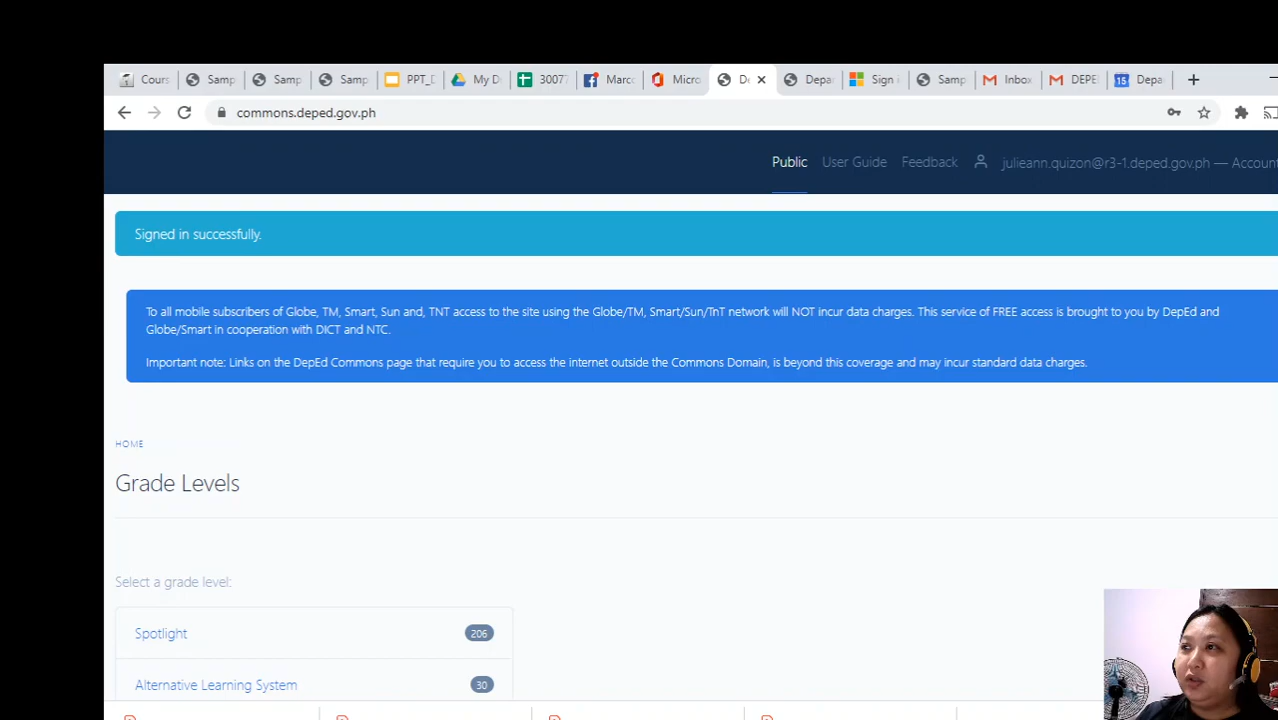 Cours
Samp
Samp
Samp
PPT_D
My D
3007
Marc
Micro
De
Depa
Sign i
Samp
Inbox
DEPE
Depa
commons.deped.gov.ph
Public User Guide Feedback julieann.quizon@r3-1.deped.gov.ph — Account
Signed in successfully.
To all mobile subscribers of Globe, TM, Smart, Sun and, TNT access to the site using the Globe/TM, Smart/Sun/TnT network will NOT incur data charges. This service of FREE access is brought to you by DepEd and
Globe/Smart in cooperation with DICT and NTC.
Important note: Links on the DepEd Commons page that require you to access the internet outside the Commons Domain, is beyond this coverage and may incur standard data charges.
HOME
Grade Levels
Select a grade level:
Spotlight 206
Alternative Learning System 30